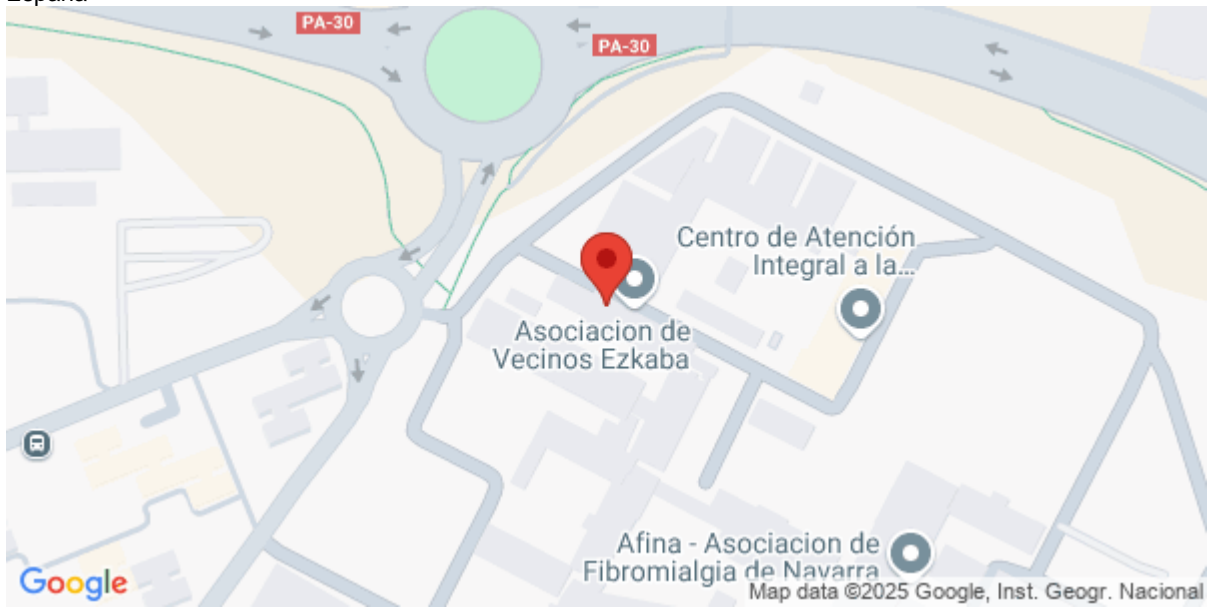 España
PA-30
PA-30
Centro de Atención
Integral a la...
Asociacion de
Vecinos Ezkaba
Afina - Asociacion de
Fibromialgia de Navarra
Google
Map data ©2025 Google, Inst. Geogr. Nacional